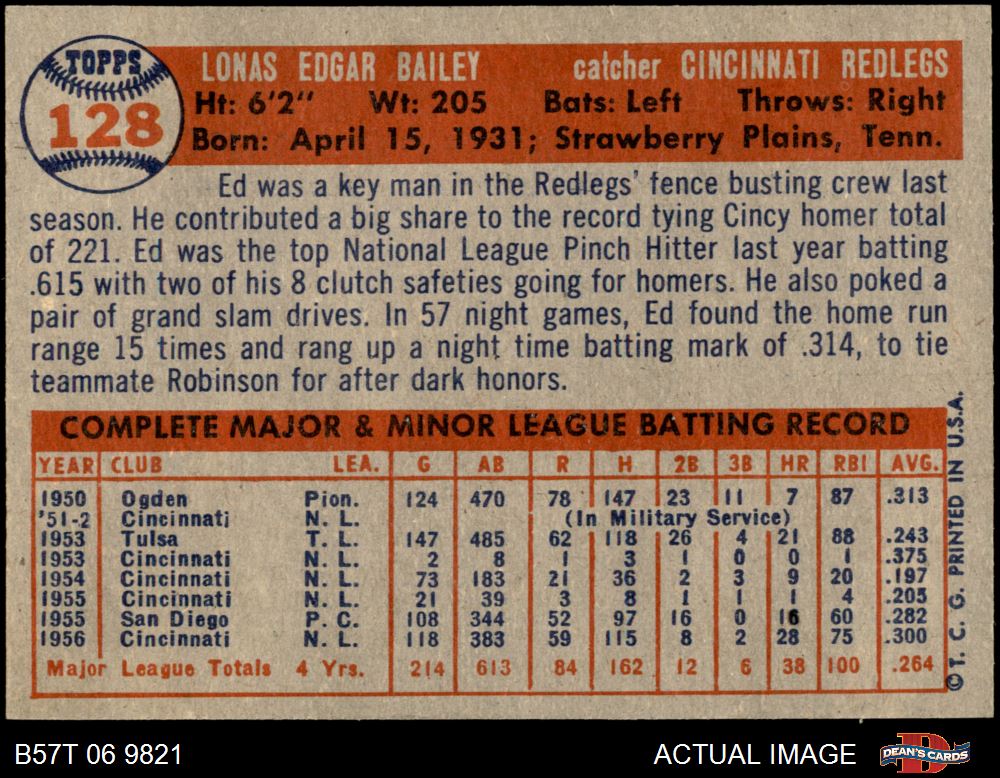 TOPPS
128
LONAS EDGAR BAILEY catcher CINCINNATI REDLEGS
Ht: 6'2" Wt: 205 Bats: Left Throws: Right
Born: April 15, 1931; Strawberry Plains, Tenn.
Ed was a key man in the Redlegs' fence busting crew last
season. He contributed a big share to the record tying Cincy homer total
of 221. Ed was the top National League Pinch Hitter last year batting
.615 with two of his 8 clutch safeties going for homers. He also poked a
pair of grand slam drives. In 57 night games, Ed found the home run
range 15 times and rang up a night time batting mark of .314, to tie
teammate Robinson for after dark honors.
COMPLETE MAJOR & MINOR LEAGUE BATTING RECORD
YEAR CLUB LEA. G AB R H 2B 3B HR RBI AVG.
1950 Ogden Pion. 124 470 78 147 23 11 7 87 .313
'51-2 Cincinnati N. L. (In Military Service)
1953 Tulsa T. L. 147 485 62 118 26 4 21 88 .243
1953 Cincinnati N. L. 2 8 1 3 1 0 0 1 .375
1954 Cincinnati N. L. 73 183 21 36 2 3 9 20 .197
1955 Cincinnati N. L. 21 39 3 8 1 1 1 4 .205
1955 San Diego P. C. 108 344 52 97 16 0 16 60 .282
1956 Cincinnati N. L. 118 383 59 115 8 2 28 75 .300
Major League Totals 4 Yrs. 214 613 84 162 12 6 38 100 .264
© T. C. G. PRINTED IN U.S.A.
B57T 06 9821 ACTUAL IMAGE DEAN'S CARDS